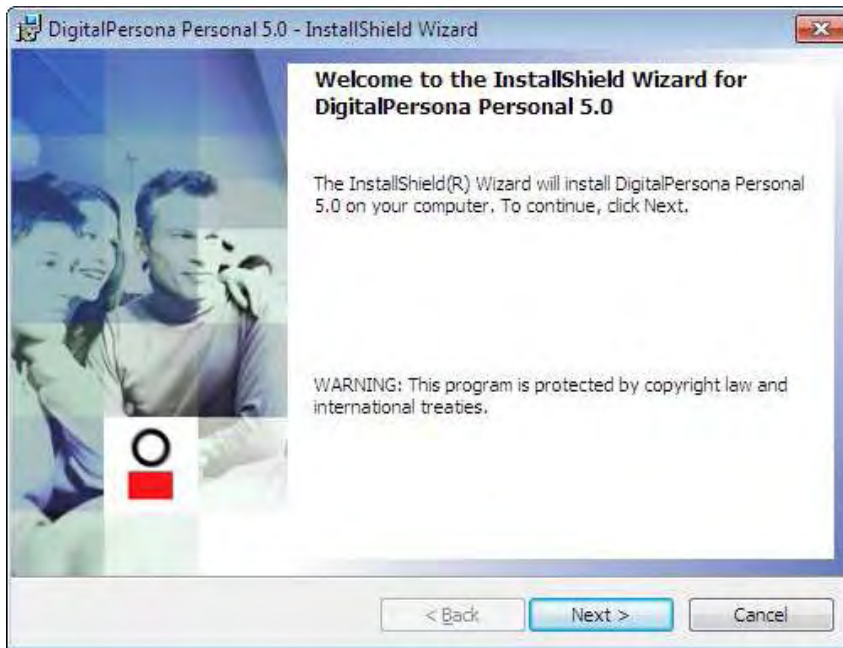 DigitalPersona Personal 5.0 - InstallShield Wizard
Welcome to the InstallShield Wizard for
DigitalPersona Personal 5.0
The InstallShield(R) Wizard will install DigitalPersona Personal
5.0 on your computer. To continue, click Next.
WARNING: This program is protected by copyright law and
international treaties.
< Back
Next >
Cancel